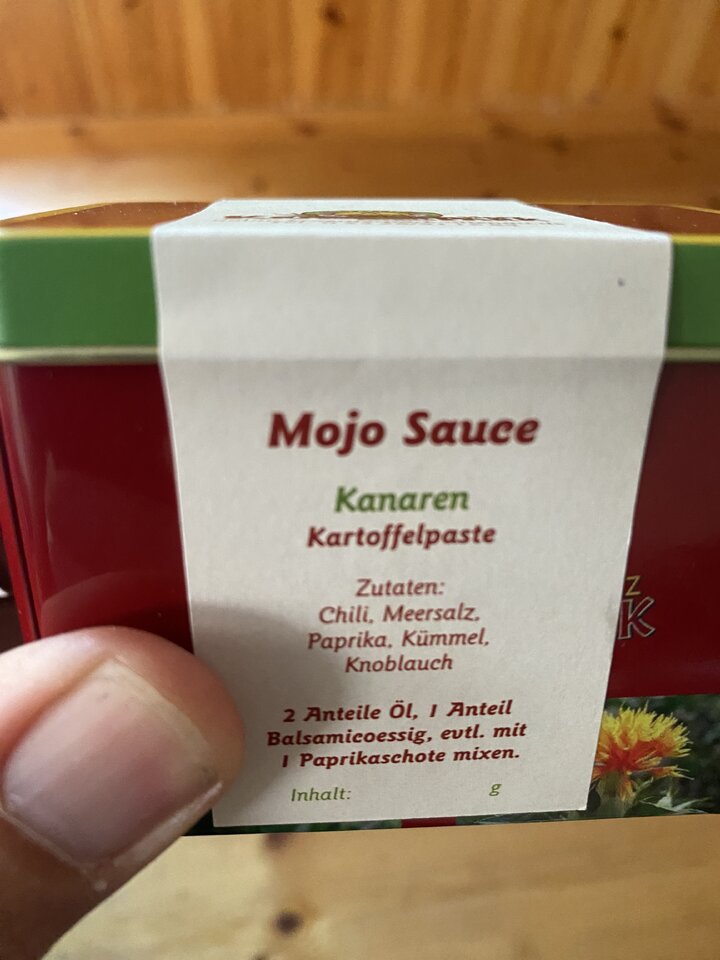 Mojo Sauce
Kanaren
Kartoffelpaste
Zutaten:
Chili, Meersalz,
Paprika, Kümmel,
Knoblauch
2 Anteile Öl, 1 Anteil
Balsamicoessig, evtl. mit
1 Paprikaschote mixen.
Inhalt: g
Z
K